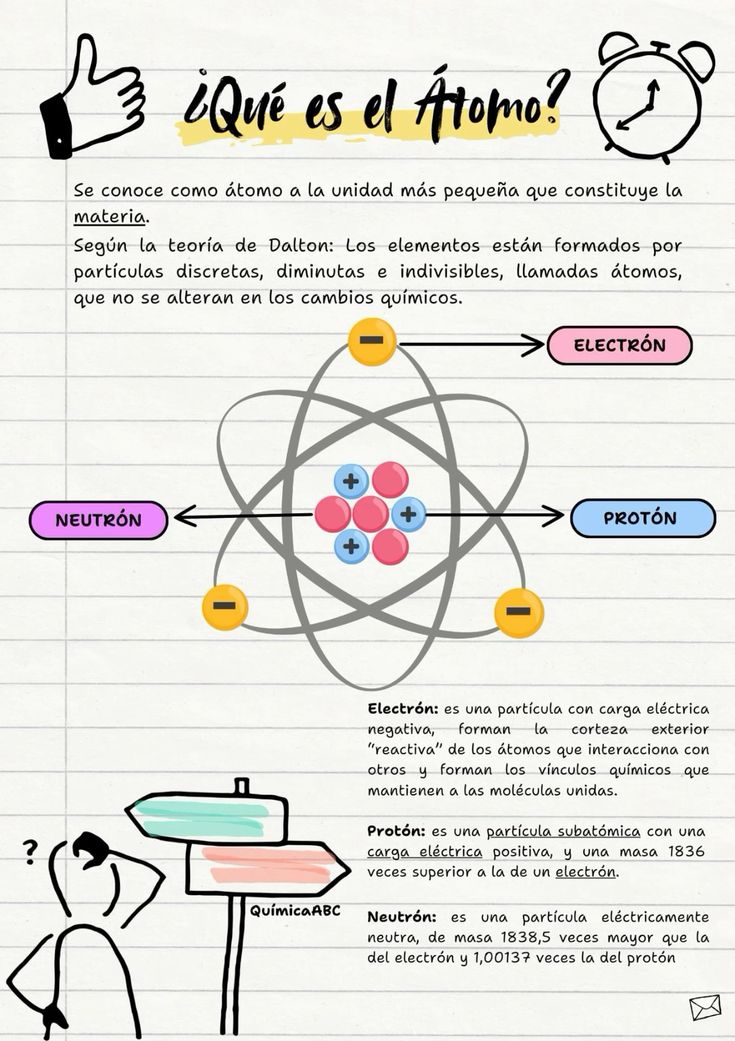 ¿Qué es el Átomo?
Se conoce como átomo a la unidad más pequeña que constituye la
materia.
Según la teoría de Dalton: Los elementos están formados por
partículas discretas, diminutas e indivisibles, llamadas átomos,
que no se alteran en los cambios químicos.
−
ELECTRÓN
+
NEUTRÓN
+
PROTÓN
+
−
−
Electrón: es una partícula con carga eléctrica
negativa, forman la corteza exterior
“reactiva” de los átomos que interacciona con
otros y forman los vínculos químicos que
mantienen a las moléculas unidas.
Protón: es una partícula subatómica con una
carga eléctrica positiva, y una masa 1836
veces superior a la de un electrón.
?
QuímicaABC
Neutrón: es una partícula eléctricamente
neutra, de masa 1838,5 veces mayor que la
del electrón y 1,00137 veces la del protón